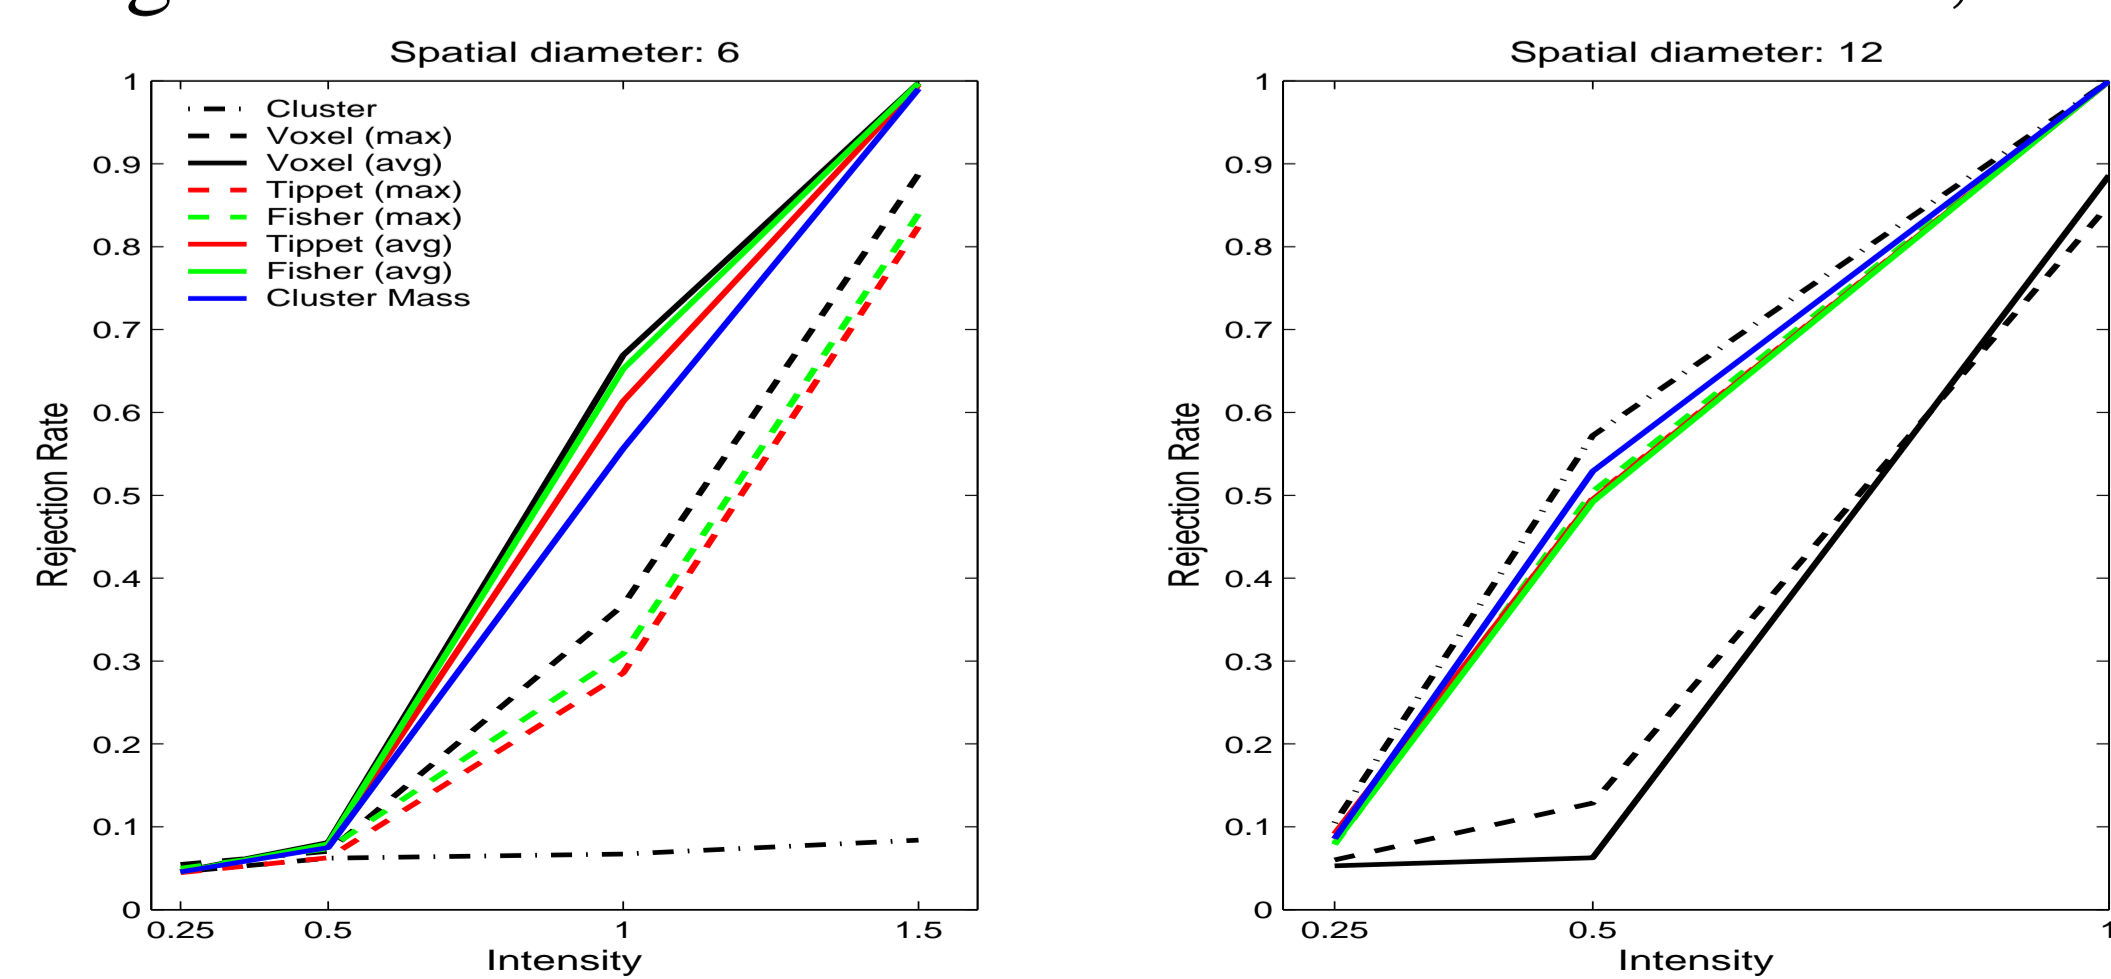 g ,
Spatial diameter: 6
1
0.9
0.8
0.7
0.6
0.5
0.4
0.3
0.2
0.1
0
Rejection Rate
Cluster
Voxel (max)
Voxel (avg)
Tippet (max)
Fisher (max)
Tippet (avg)
Fisher (avg)
Cluster Mass
0.25 0.5 1 1.5
Intensity
Spatial diameter: 12
1
0.9
0.8
0.7
0.6
0.5
0.4
0.3
0.2
0.1
0
Rejection Rate
0.25 0.5 1
Intensity